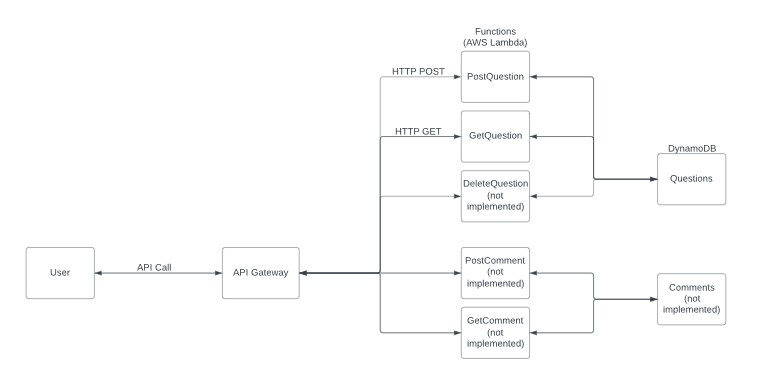 Functions
(AWS Lambda)
HTTP POST
PostQuestion
HTTP GET
GetQuestion
DynamoDB
Questions
DeleteQuestion
(not
implemented)
User
API Call
API Gateway
PostComment
(not
implemented)
Comments
(not
implemented)
GetComment
(not
implemented)